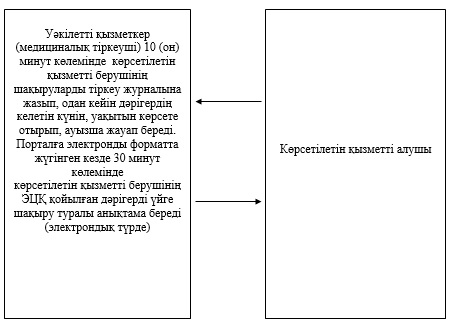 Уәкілетті қызметкер
(медициналық тіркеуші) 10 (он)
минут көлемінде көрсетілетін
қызметті берушінің
шақыруларды тіркеу журналына
жазып, одан кейін дәрігердің
келетін күнін, уақытын көрсете
отырып, ауызша жауап береді.
Порталға электронды форматта
жүгінген кезде 30 минут
көлемінде
көрсетілетін қызметті берушінің
ЭЦҚ қойылған дәрігерді үйге
шақыру туралы анықтама береді
(электрондық түрде)
Көрсетілетін қызметті алушы